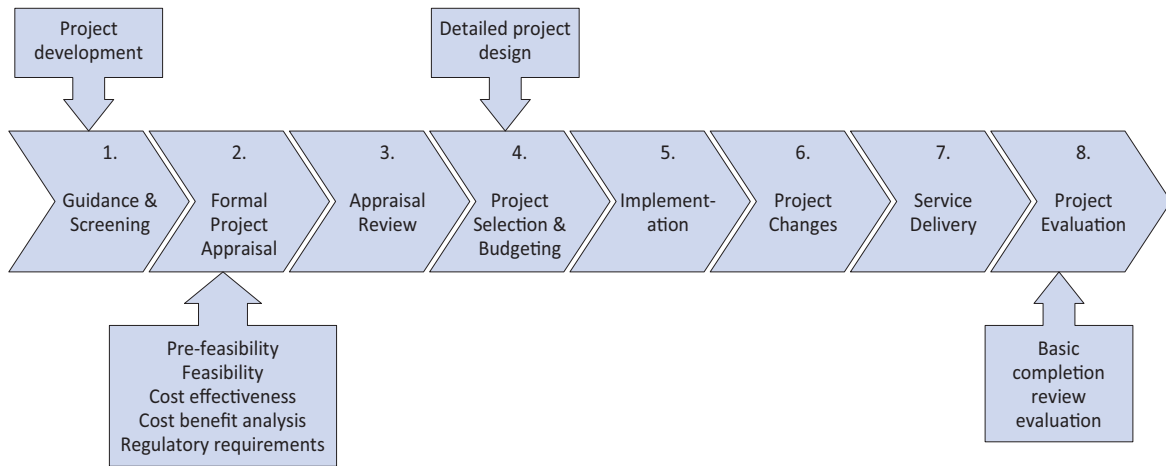 Project
development
Detailed project
design
1.
Guidance &
Screening
2.
Formal
Project
Appraisal
3.
Appraisal
Review
4.
Project
Selection &
Budgeting
5.
Implement-
ation
6.
Project
Changes
7.
Service
Delivery
8.
Project
Evaluation
Pre-feasibility
Feasibility
Cost effectiveness
Cost benefit analysis
Regulatory requirements
Basic
completion
review
evaluation